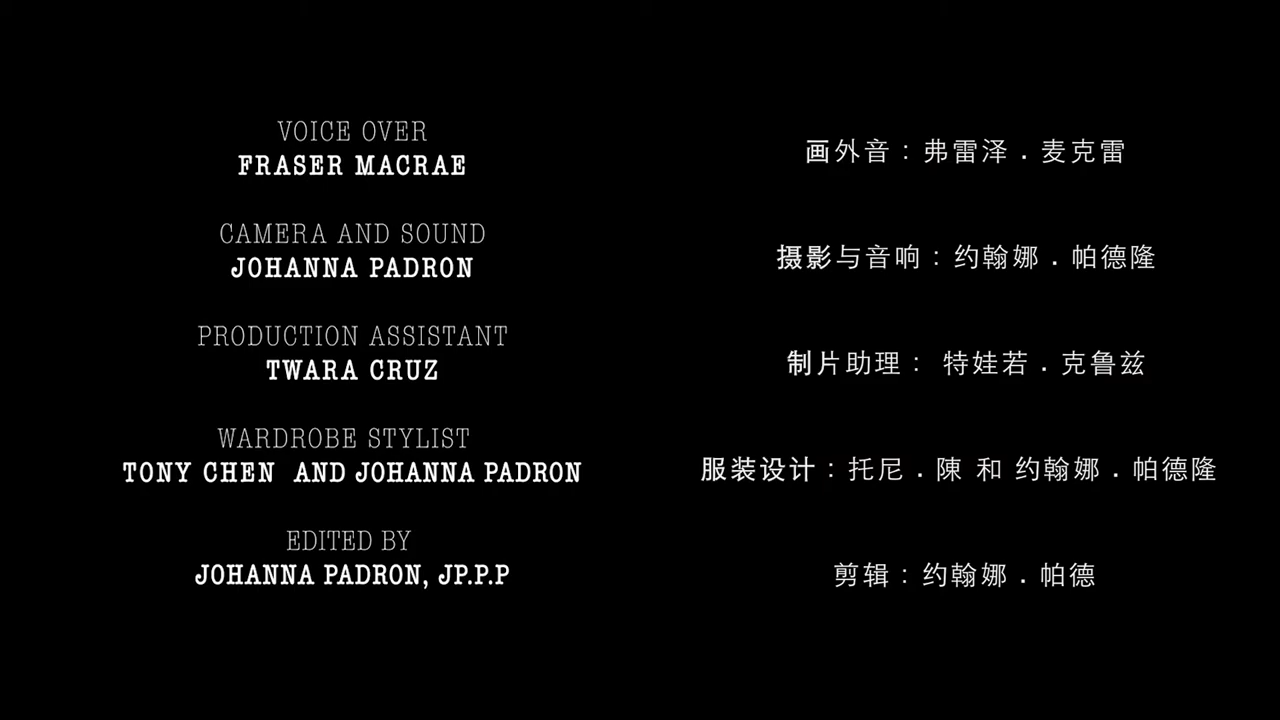 VOICE OVER
FRASER MACRAE
画外音：弗雷泽．麦克雷
CAMERA AND SOUND
JOHANNA PADRON
摄影与音响：约翰娜．帕德隆
PRODUCTION ASSISTANT
TWARA CRUZ
制片助理： 特娃若．克鲁兹
WARDROBE STYLIST
TONY CHEN  AND JOHANNA PADRON
服装设计：托尼．陳 和 约翰娜．帕德隆
EDITED BY
JOHANNA PADRON, JP.P.P
剪辑：约翰娜．帕德